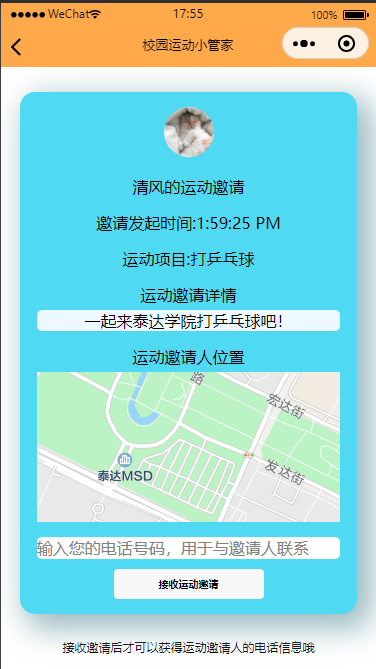 WeChat 17:55 100%
校园运动小管家
清风的运动邀请
邀请发起时间:1:59:25 PM
运动项目:打乒乓球
运动邀请详情
一起来泰达学院打乒乓球吧!
运动邀请人位置
路
宏达街
发达街
泰达MSD
输入您的电话号码，用于与邀请人联系
接收运动邀请
接收邀请后才可以获得运动邀请人的电话信息哦